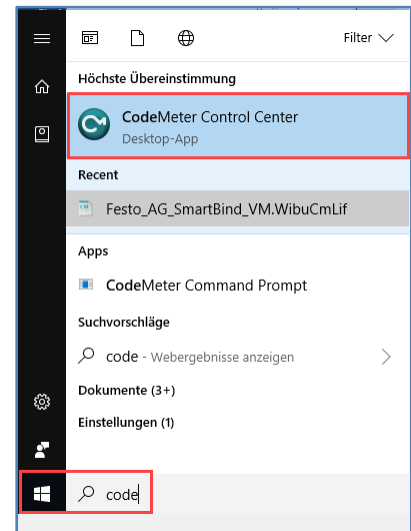 Filter
Höchste Übereinstimmung
CodeMeter Control Center
Desktop-App
Recent
Festo_AG_SmartBind_VM.WibuCmLif
Apps
CodeMeter Command Prompt
Suchvorschläge
code - Webergebnisse anzeigen
Dokumente (3+)
Einstellungen (1)
code